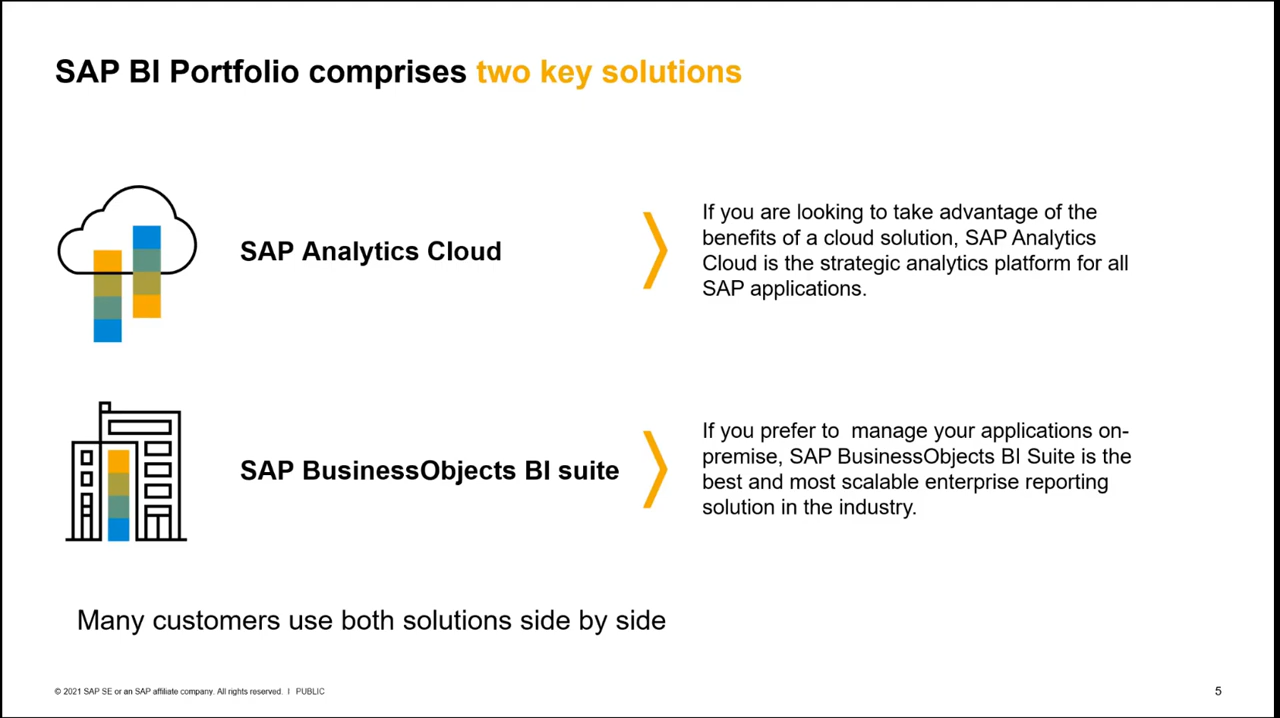 SAP BI Portfolio comprises two key solutions
SAP Analytics Cloud
If you are looking to take advantage of the
benefits of a cloud solution, SAP Analytics
Cloud is the strategic analytics platform for all
SAP applications.
SAP BusinessObjects BI suite
If you prefer to  manage your applications on-
premise, SAP BusinessObjects BI Suite is the
best and most scalable enterprise reporting
solution in the industry.
Many customers use both solutions side by side
© 2021 SAP SE or an SAP affiliate company. All rights reserved. I PUBLIC
5